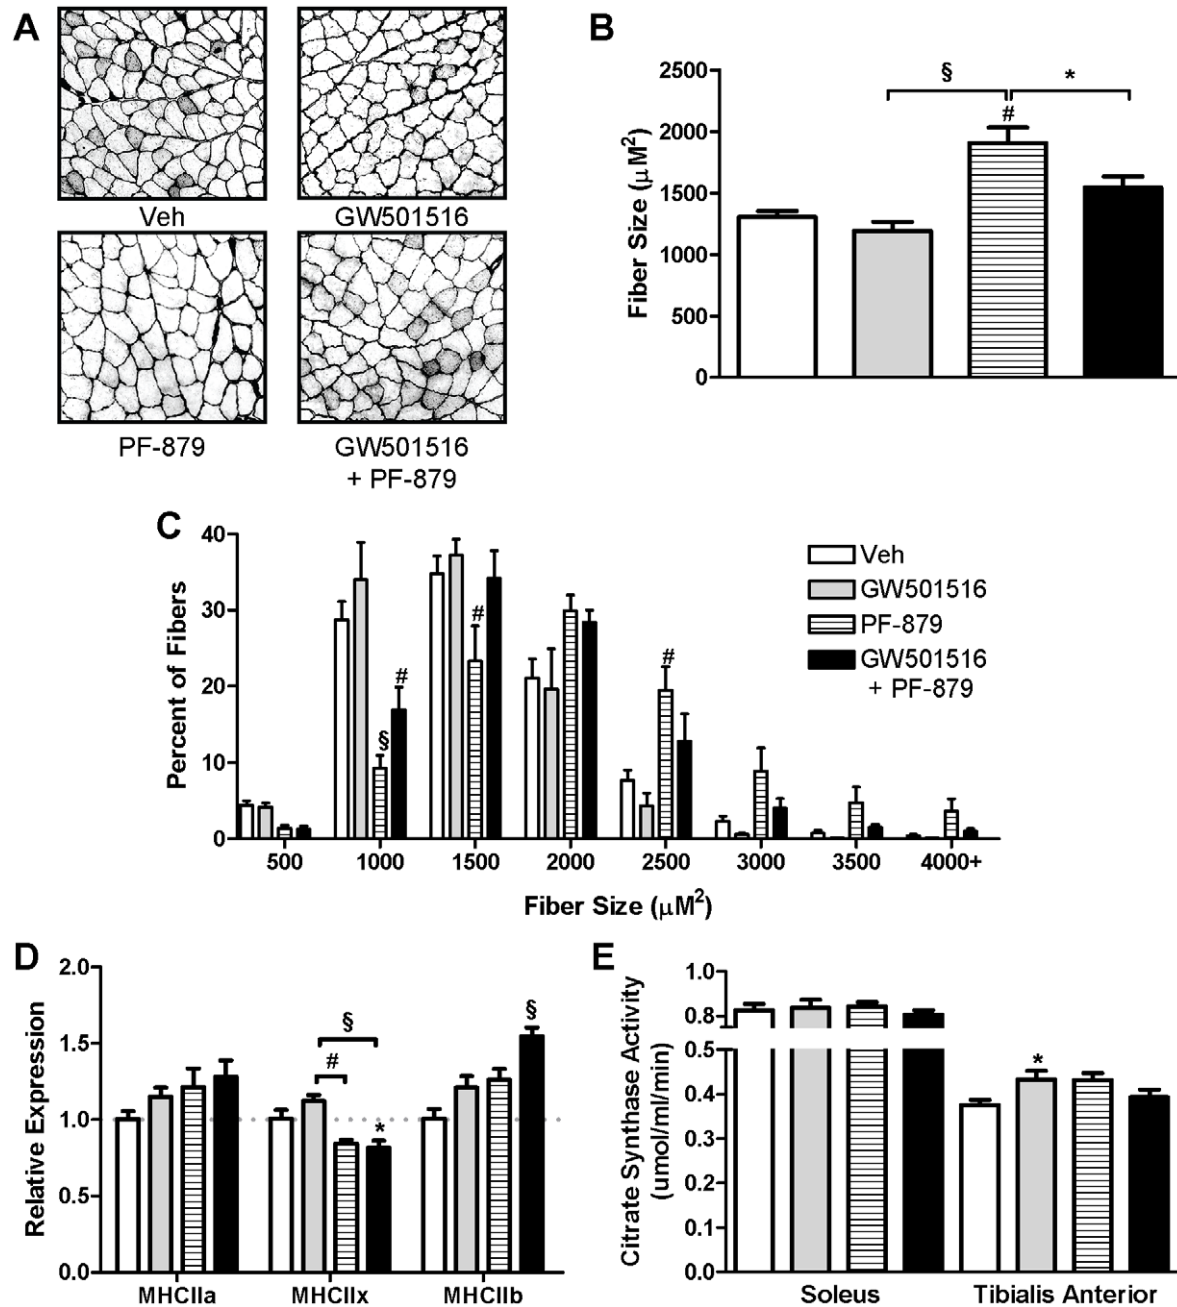 A
Veh
GW501516
PF-879
GW501516
+ PF-879
B
Fiber Size (μM²)
2500
2000
1500
1000
500
0
§
*
#
C
Percent of Fibers
40
30
20
10
0
§
#
#
#
500
1000
1500
2000
2500
3000
3500
4000+
Fiber Size (μM²)
Veh
GW501516
PF-879
GW501516
+ PF-879
D
Relative Expression
2.0
1.5
1.0
0.5
0.0
§
#
*
§
MHCIIa
MHCIIx
MHCIIb
E
Citrate Synthase Activity
(umol/ml/min)
1.0
0.8
0.5
0.4
0.3
0.2
0.1
0.0
*
Soleus
Tibialis Anterior